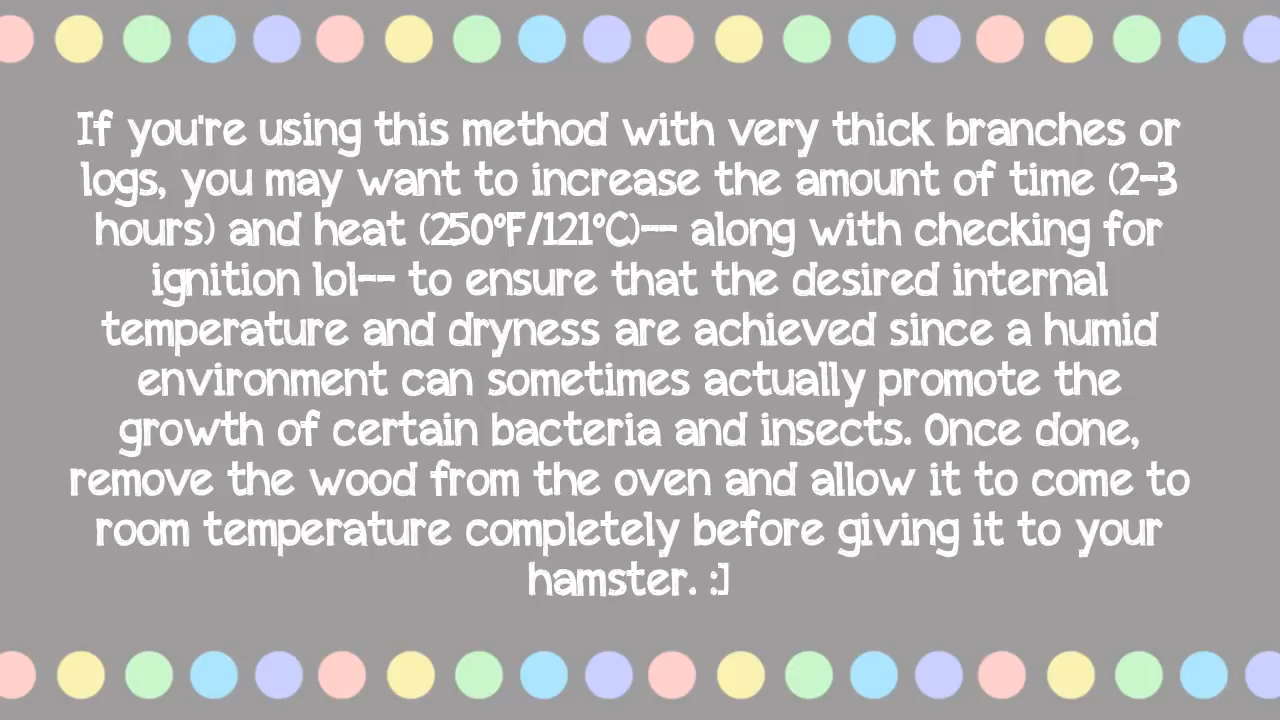 If you're using this method with very thick branches or
logs, you may want to increase the amount of time (2-3
hours) and heat (250°F/121°C)-- along with checking for
ignition lol-- to ensure that the desired internal
temperature and dryness are achieved since a humid
environment can sometimes actually promote the
growth of certain bacteria and insects. Once done,
remove the wood from the oven and allow it to come to
room temperature completely before giving it to your
hamster. :]